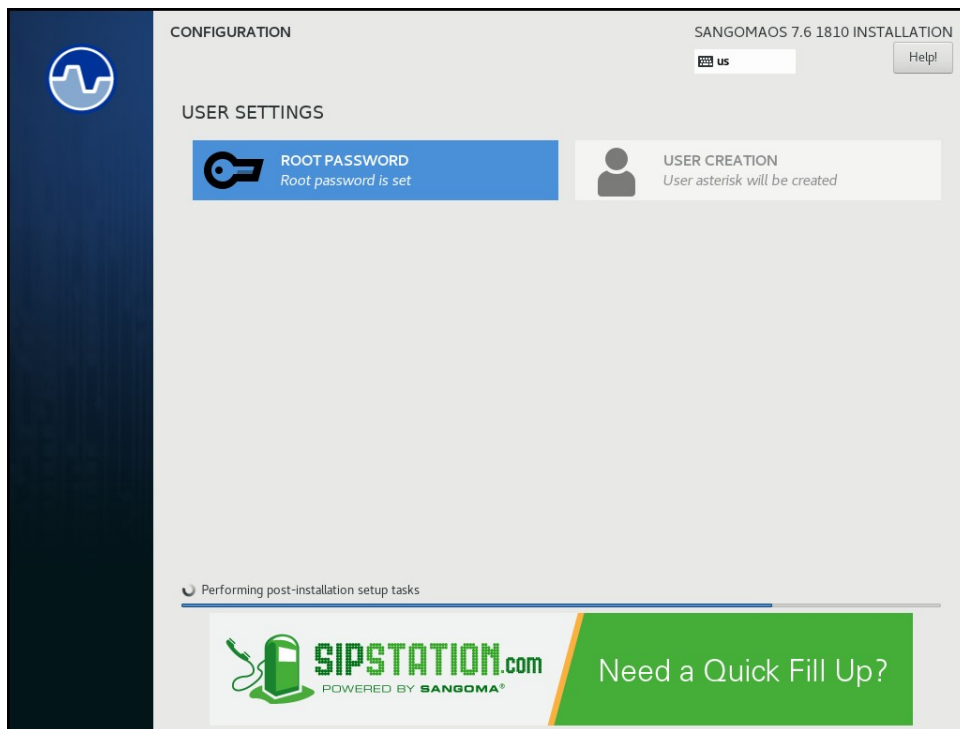 CONFIGURATION
SANGOMAOS 7.6 1810 INSTALLATION
us
Help!
USER SETTINGS
ROOT PASSWORD
Root password is set
USER CREATION
User asterisk will be created
Performing post-installation setup tasks
SIPSTATION.com
POWERED BY SANGOMA®
Need a Quick Fill Up?